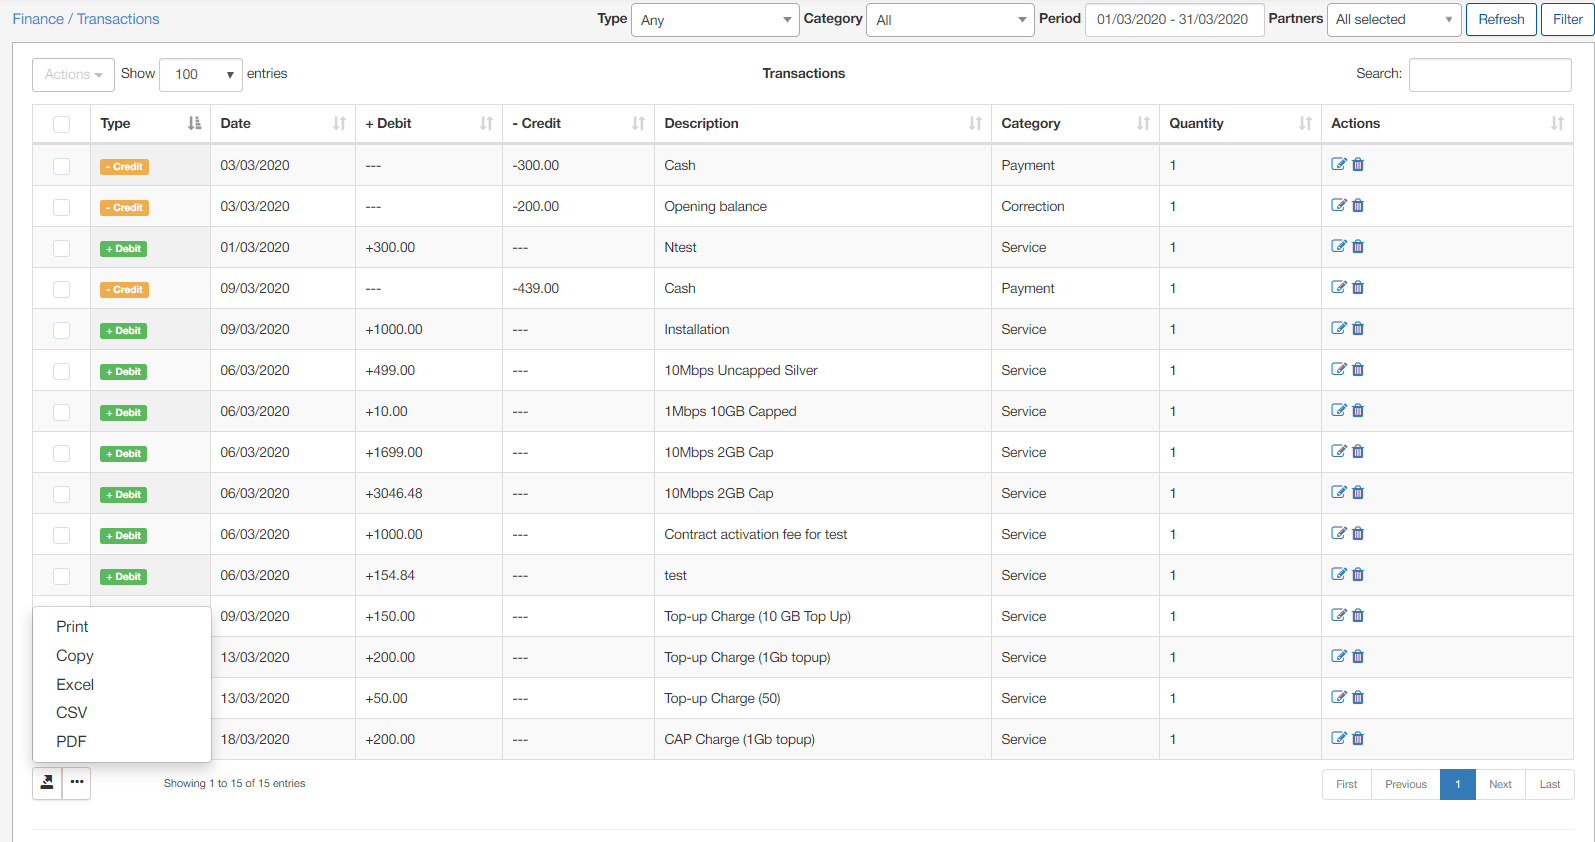 Finance / Transactions Type Any Category All Period 01/03/2020 - 31/03/2020 Partners All selected Refresh Filter
Actions Show 100 entries Transactions Search:
Type Date + Debit - Credit Description Category Quantity Actions
- Credit 03/03/2020 --- -300.00 Cash Payment 1
- Credit 03/03/2020 --- -200.00 Opening balance Correction 1
+ Debit 01/03/2020 +300.00 --- Ntest Service 1
- Credit 09/03/2020 --- -439.00 Cash Payment 1
+ Debit 09/03/2020 +1000.00 --- Installation Service 1
+ Debit 06/03/2020 +499.00 --- 10Mbps Uncapped Silver Service 1
+ Debit 06/03/2020 +10.00 --- 1Mbps 10GB Capped Service 1
+ Debit 06/03/2020 +1699.00 --- 10Mbps 2GB Cap Service 1
+ Debit 06/03/2020 +3046.48 --- 10Mbps 2GB Cap Service 1
+ Debit 06/03/2020 +1000.00 --- Contract activation fee for test Service 1
+ Debit 06/03/2020 +154.84 --- test Service 1
09/03/2020 +150.00 --- Top-up Charge (10 GB Top Up) Service 1
13/03/2020 +200.00 --- Top-up Charge (1Gb topup) Service 1
13/03/2020 +50.00 --- Top-up Charge (50) Service 1
18/03/2020 +200.00 --- CAP Charge (1Gb topup) Service 1
Print
Copy
Excel
CSV
PDF
Showing 1 to 15 of 15 entries First Previous 1 Next Last